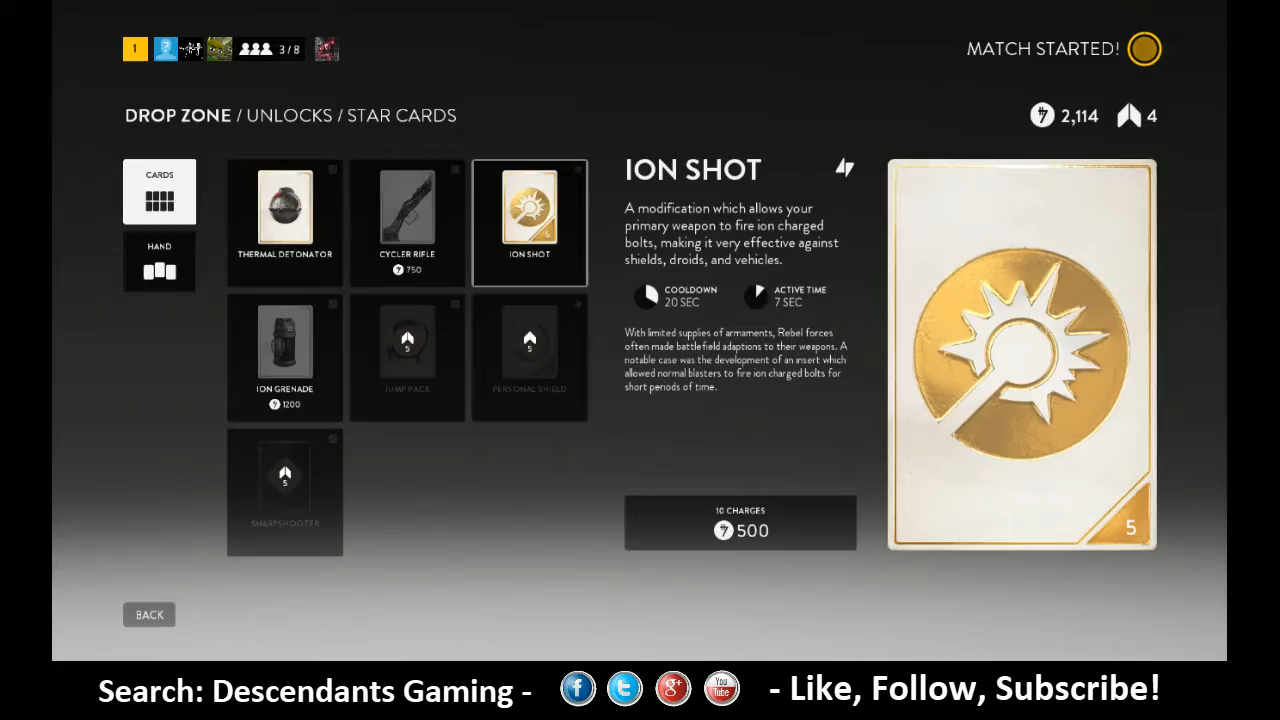 1
3/8
MATCH STARTED!
DROP ZONE / UNLOCKS / STAR CARDS
2,114
4
CARDS
HAND
THERMAL DETONATOR
CYCLER RIFLE
750
ION SHOT
5
ION GRENADE
1200
5
JUMP PACK
5
PERSONAL SHIELD
5
SHARPSHOOTER
ION SHOT
A modification which allows your
primary weapon to fire ion charged
bolts, making it very effective against
shields, droids, and vehicles.
COOLDOWN
20 SEC
ACTIVE TIME
7 SEC
With limited supplies of armaments, Rebel forces
often made battlefield adaptions to their weapons. A
notable case was the development of an insert which
allowed normal blasters to fire ion charged bolts for
short periods of time.
10 CHARGES
500
5
BACK
Search: Descendants Gaming -
f
t
g+
You
Tube
- Like, Follow, Subscribe!